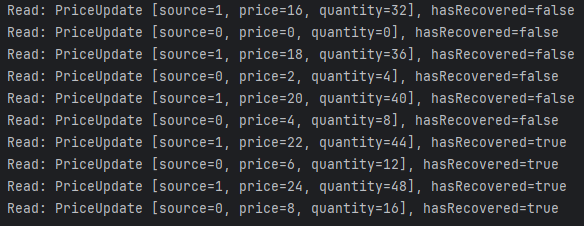 Read: PriceUpdate [source=1, price=16, quantity=32], hasRecovered=false
Read: PriceUpdate [source=0, price=0, quantity=0], hasRecovered=false
Read: PriceUpdate [source=1, price=18, quantity=36], hasRecovered=false
Read: PriceUpdate [source=0, price=2, quantity=4], hasRecovered=false
Read: PriceUpdate [source=1, price=20, quantity=40], hasRecovered=false
Read: PriceUpdate [source=0, price=4, quantity=8], hasRecovered=false
Read: PriceUpdate [source=1, price=22, quantity=44], hasRecovered=true
Read: PriceUpdate [source=0, price=6, quantity=12], hasRecovered=true
Read: PriceUpdate [source=1, price=24, quantity=48], hasRecovered=true
Read: PriceUpdate [source=0, price=8, quantity=16], hasRecovered=true